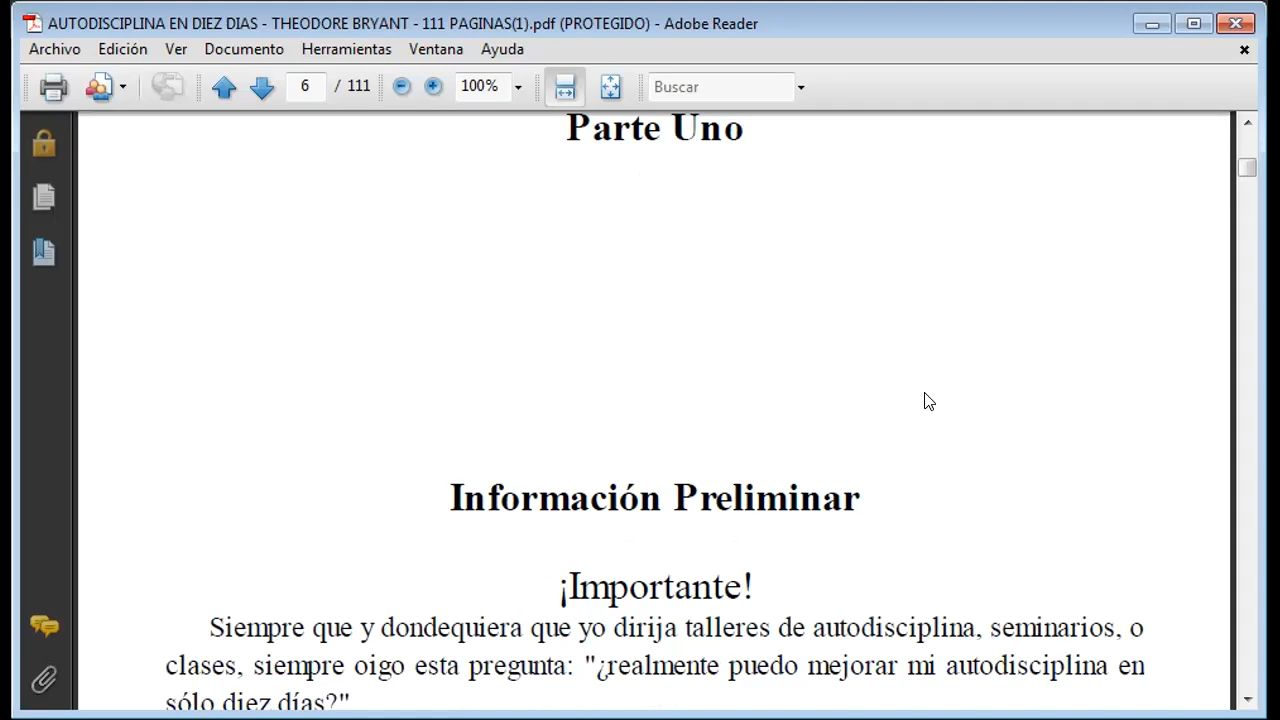 AUTODISCIPLINA EN DIEZ DIAS - THEODORE BRYANT - 111 PAGINAS(1).pdf (PROTEGIDO) - Adobe Reader
Archivo Edición Ver Documento Herramientas Ventana Ayuda
6 / 111 100% Buscar
Parte Uno
Información Preliminar
¡Importante!
Siempre que y dondequiera que yo dirija talleres de autodisciplina, seminarios, o
clases, siempre oigo esta pregunta: "¿realmente puedo mejorar mi autodisciplina en
sólo diez días?"